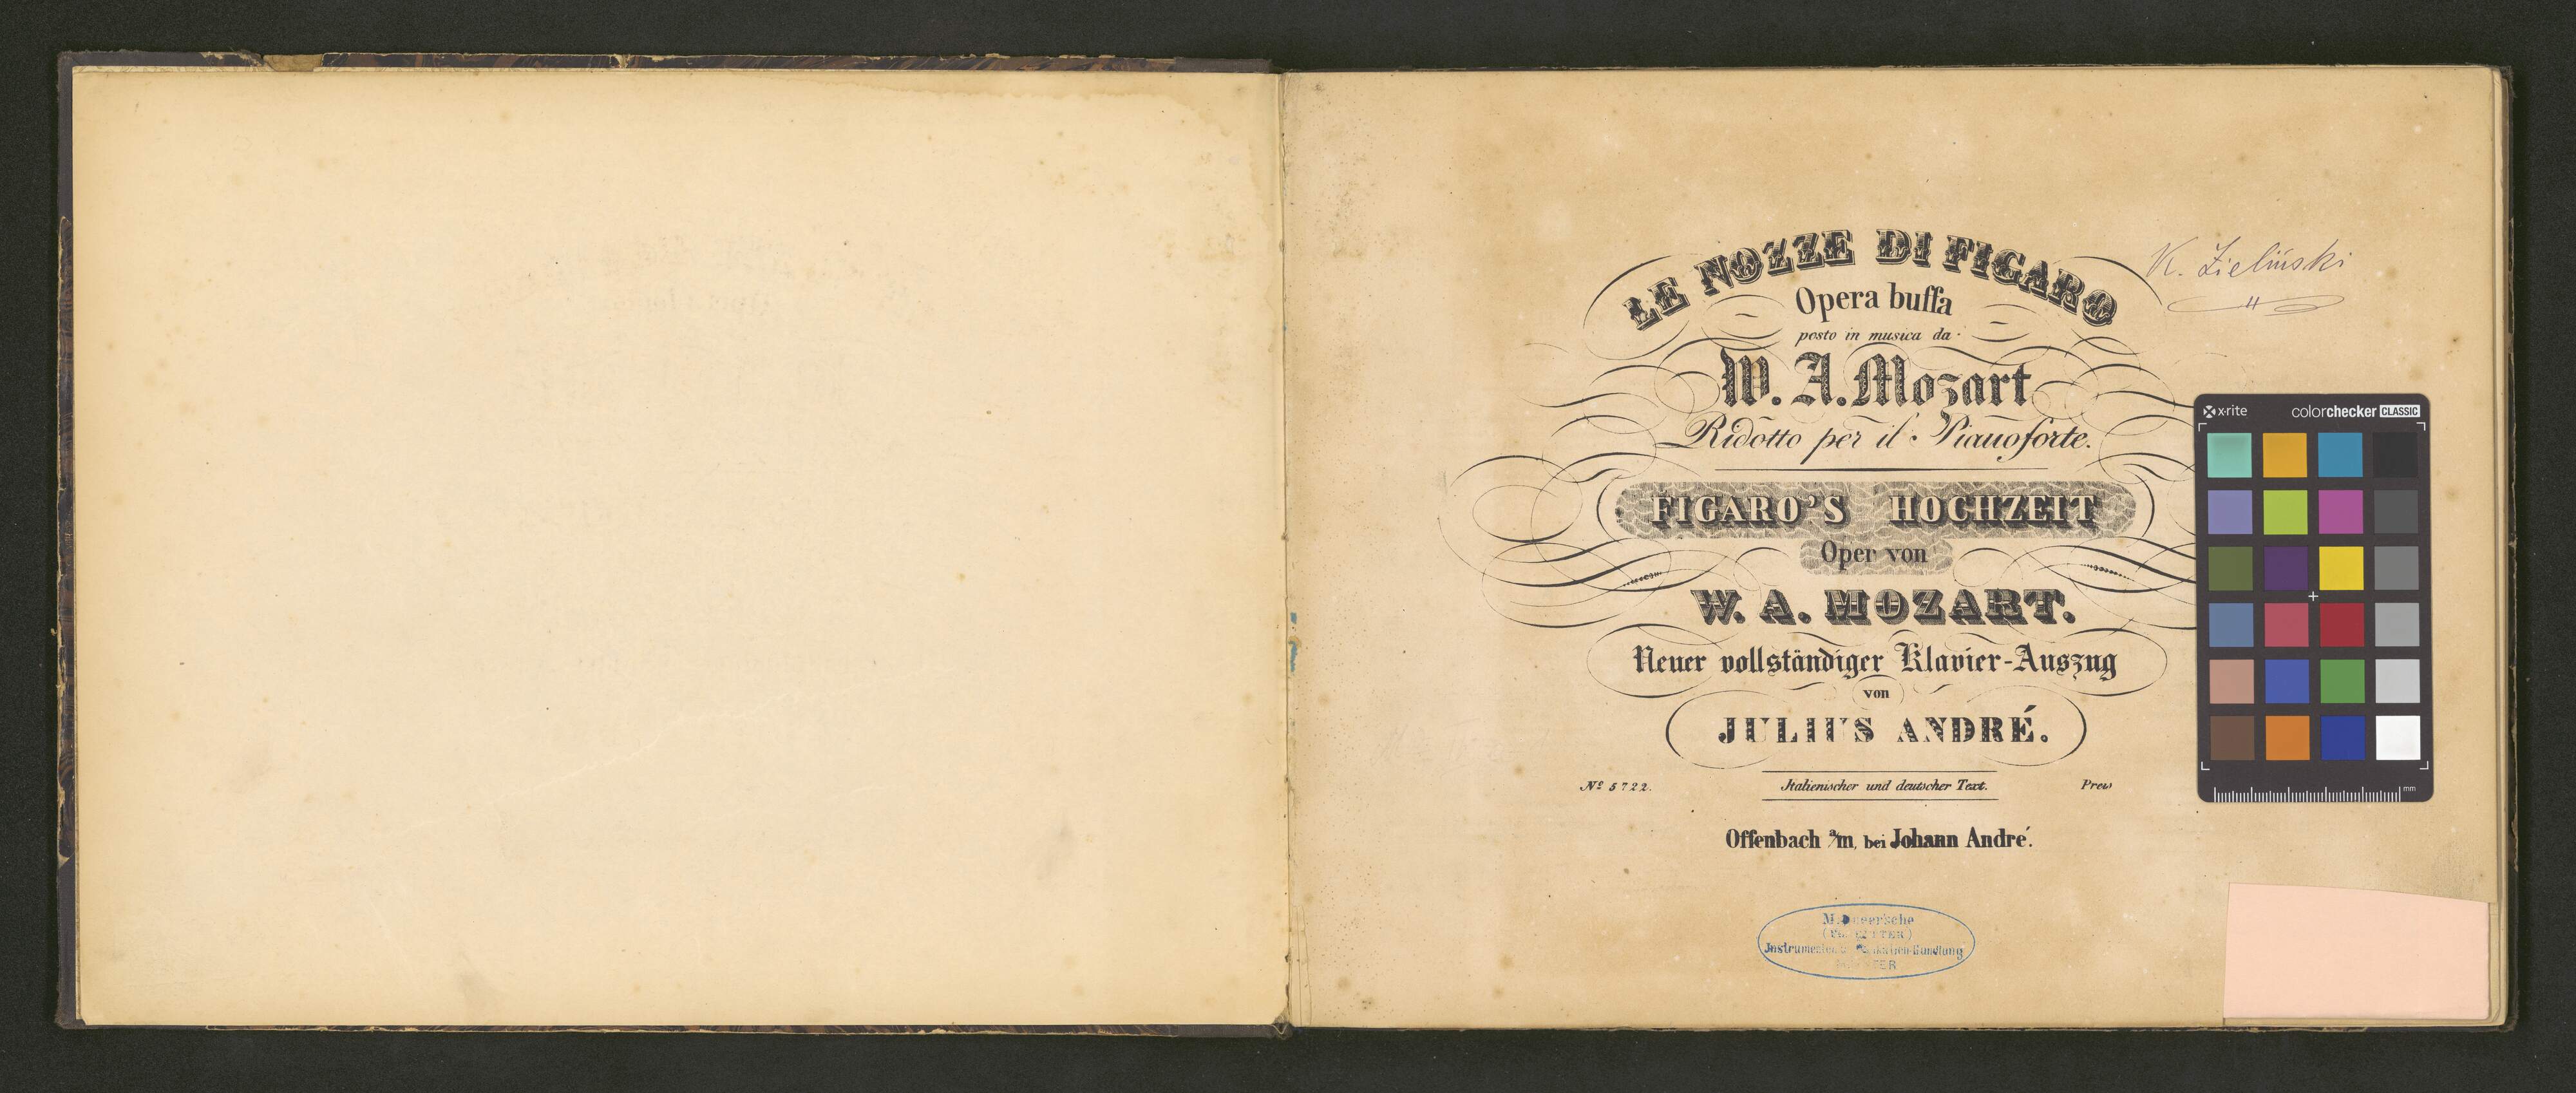 LE NOZZE DI FIGARO
K. Zieliński
Opera buffa
posto in musica da
W. A. Mozart
Ridotto per il Pianoforte.
FIGARO'S HOCHZEIT
Oper von
W. A. MOZART.
Neuer vollständiger Klavier-Auszug
von
JULIUS ANDRÉ.
No 5722. Italienischer und deutscher Text. Preis
Offenbach a/m, bei Johann André.
x-rite colorchecker CLASSIC
mm